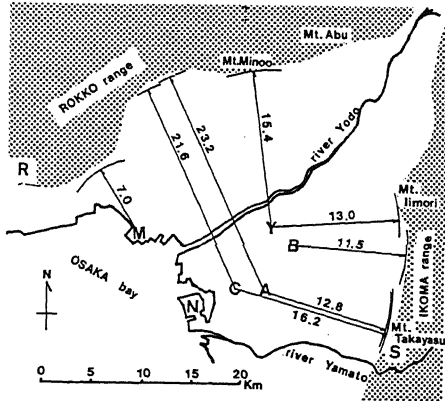 Mt. Abu
Mt. Minoo
ROKKO range
15.4
23.2
21.6
river Yodo
R
7.0
Mt. Iimori
M
Y
13.0
B
11.5
OSAKA bay
IKOMA range
N
C
A
12.8
16.2
N
Mt. Takayasu
S
river Yamato
0 10 20
Km